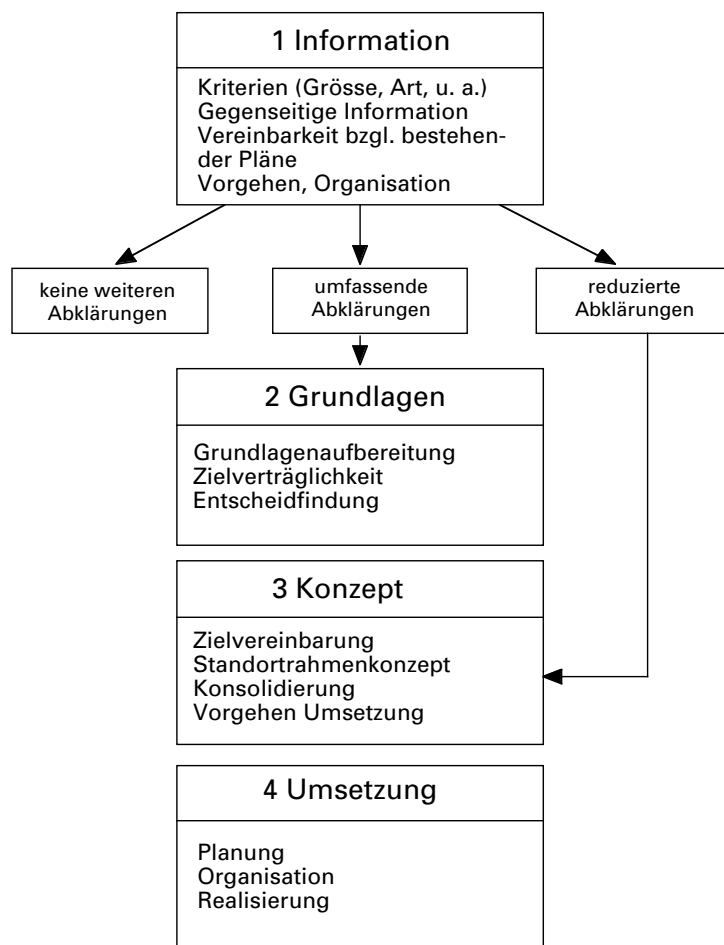 1 Information
Kriterien (Grösse, Art, u. a.)
Gegenseitige Information
Vereinbarkeit bzgl. bestehen-
der Pläne
Vorgehen, Organisation
keine weiteren
Abklärungen
umfassende
Abklärungen
reduzierte
Abklärungen
2 Grundlagen
Grundlagenaufbereitung
Zielverträglichkeit
Entscheidfindung
3 Konzept
Zielvereinbarung
Standortrahmenkonzept
Konsolidierung
Vorgehen Umsetzung
4 Umsetzung
Planung
Organisation
Realisierung